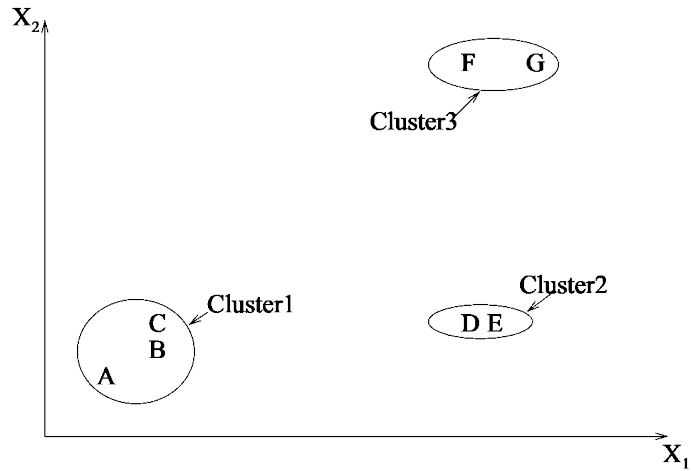 X₂
F G
Cluster3
Cluster2
Cluster1
C
D E
B
A
X₁